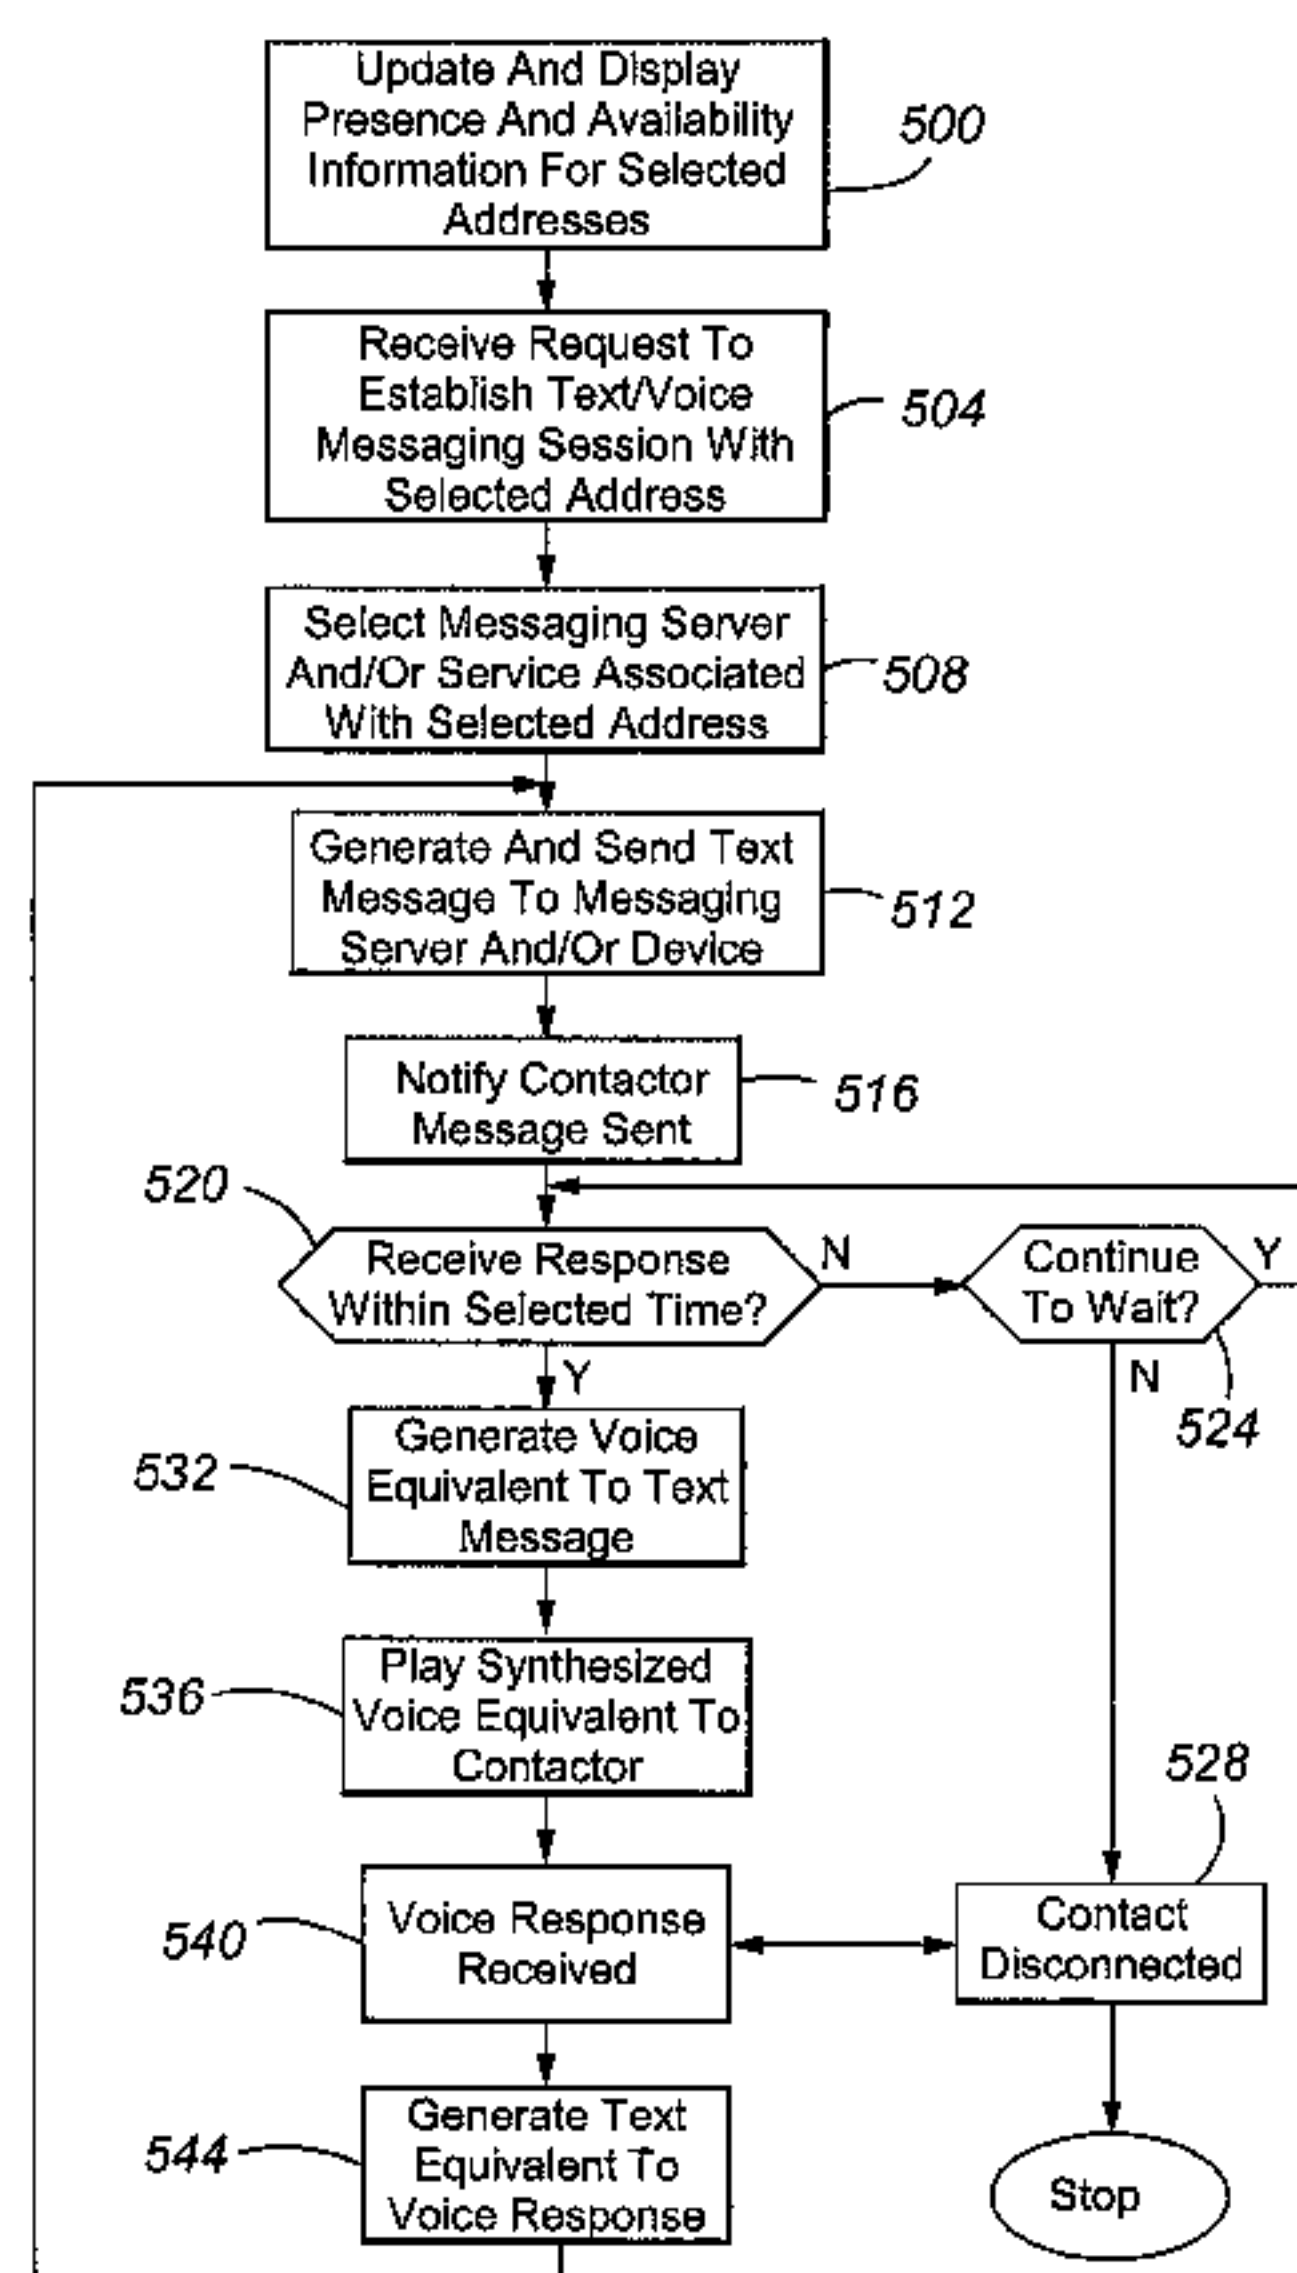 Update And Display
Presence And Availability
Information For Selected
Addresses
500
Receive Request To
Establish Text/Voice
Messaging Session With
Selected Address
504
Select Messaging Server
And/Or Service Associated
With Selected Address
508
Generate And Send Text
Message To Messaging
Server And/Or Device
512
Notify Contactor
Message Sent
516
520
Receive Response
Within Selected Time?
N
Continue
To Wait?
Y
Y
N
524
532
Generate Voice
Equivalent To Text
Message
536
Play Synthesized
Voice Equivalent To
Contactor
528
540
Voice Response
Received
Contact
Disconnected
544
Generate Text
Equivalent To
Voice Response
Stop